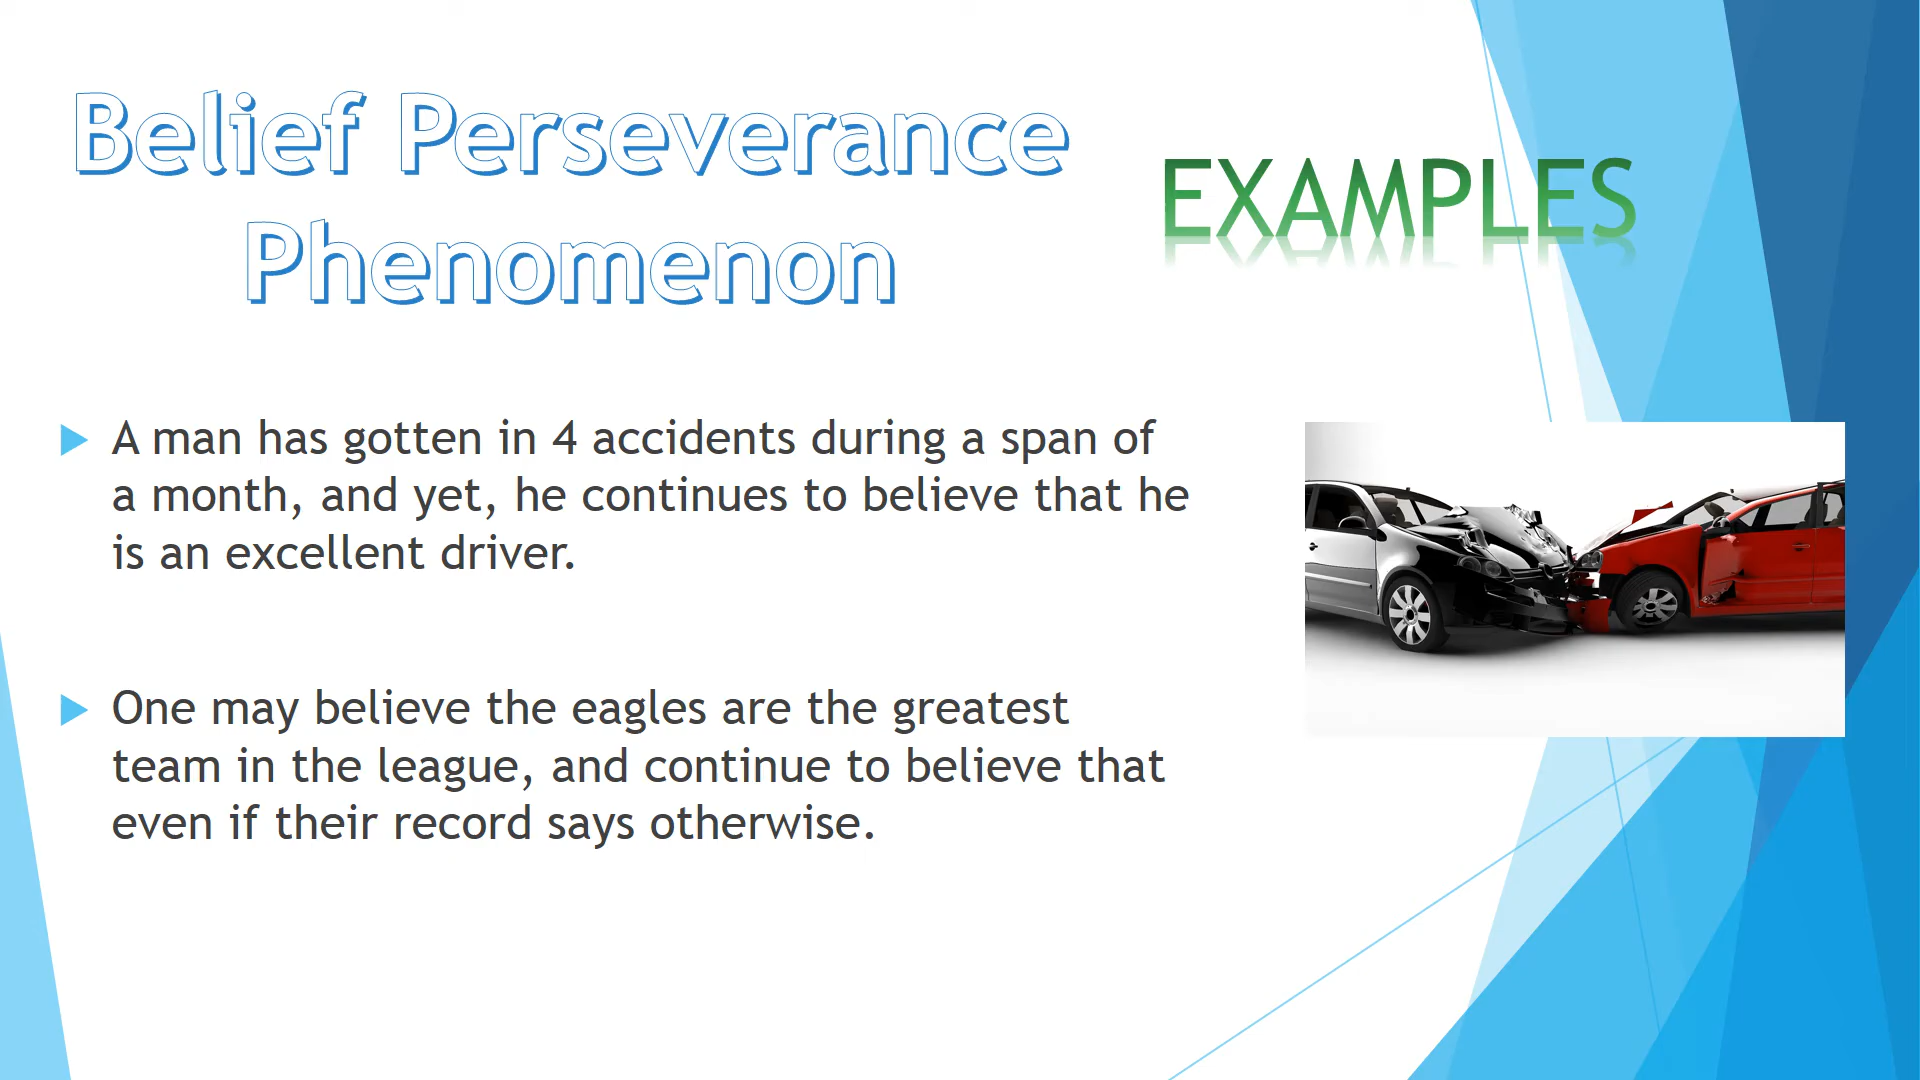 Belief Perseverance
Phenomenon
EXAMPLES
A man has gotten in 4 accidents during a span of
a month, and yet, he continues to believe that he
is an excellent driver.
One may believe the eagles are the greatest
team in the league, and continue to believe that
even if their record says otherwise.